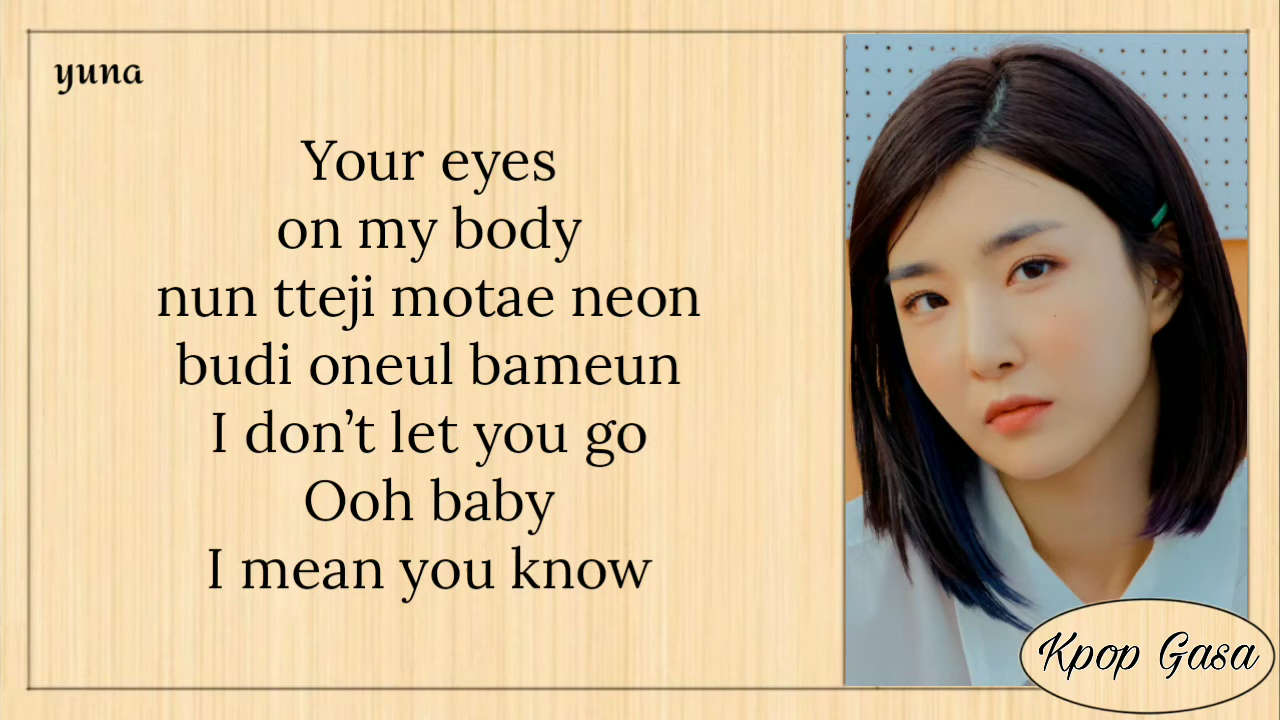 yuna
Your eyes
on my body
nun tteji motae neon
budi oneul bameun
I don’t let you go
Ooh baby
I mean you know
Kpop Gasa